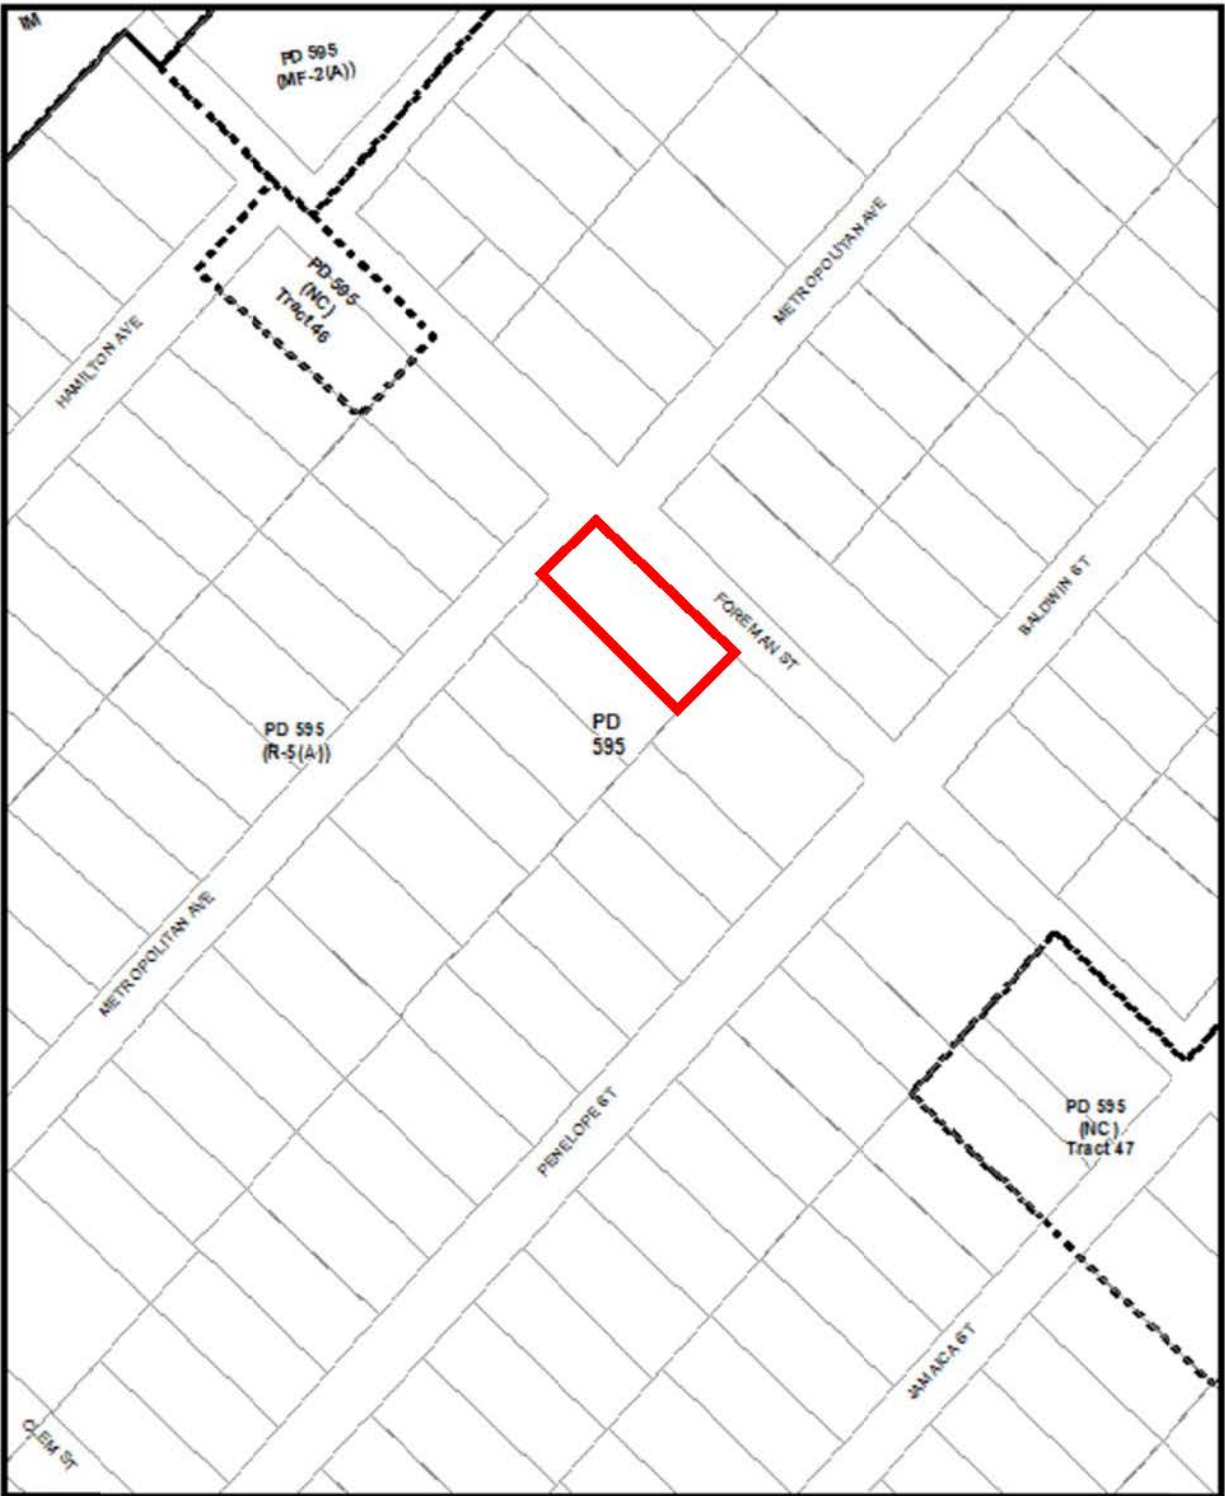 IM
PD 595
(MF-2(A))
METROPOLITAN AVE
PD 595
(NC)
Tract 46
HAMILTON AVE
BALDWIN ST
FOREMAN ST
PD 595
(R-5(A))
PD
595
METROPOLITAN AVE
PENELOPE ST
PD 595
(NC)
Tract 47
JAMAICA ST
CLEM ST